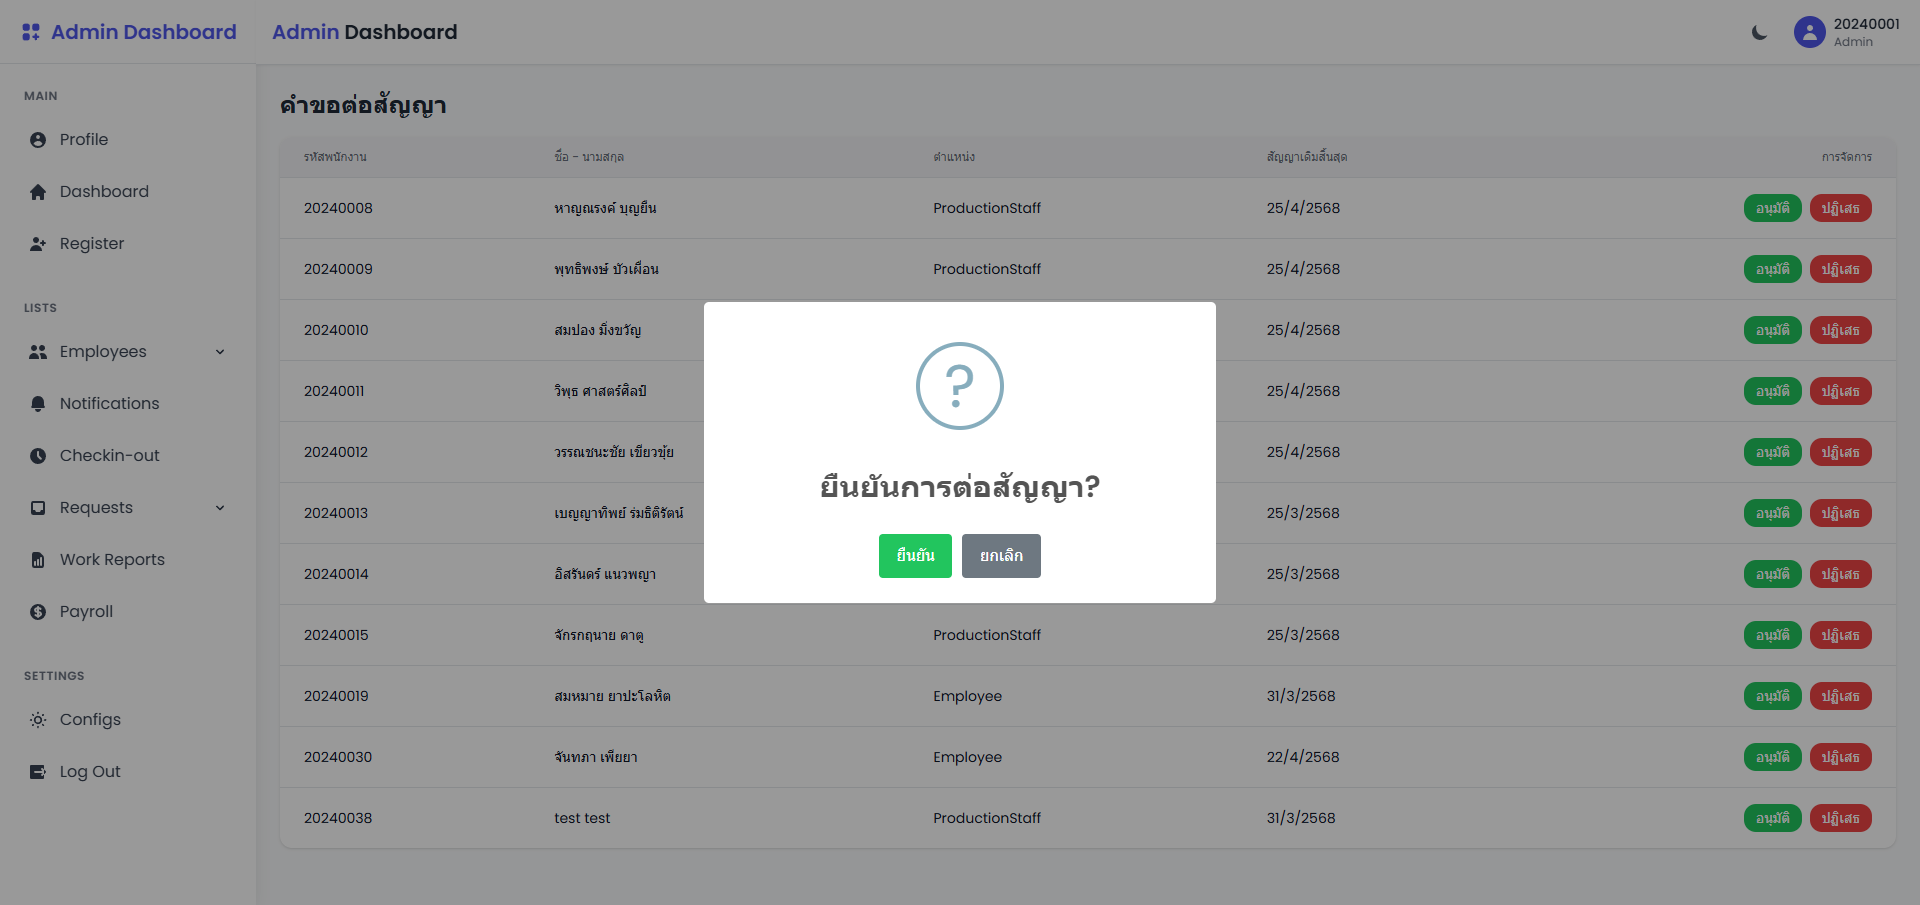 Admin Dashboard
Admin Dashboard
20240001
Admin
MAIN
Profile
Dashboard
Register
LISTS
Employees
Notifications
Checkin-out
Requests
Work Reports
Payroll
SETTINGS
Configs
Log Out
คำขอต่อสัญญา
รหัสพนักงาน ชื่อ - นามสกุล ตำแหน่ง สัญญาเดิมสิ้นสุด การจัดการ
20240008 หาญณรงค์ บุญยืน ProductionStaff 25/4/2568 อนุมัติ ปฏิเสธ
20240009 พุทธิพงษ์ บัวเผื่อน ProductionStaff 25/4/2568 อนุมัติ ปฏิเสธ
20240010 สมปอง มิ่งขวัญ 25/4/2568 อนุมัติ ปฏิเสธ
20240011 วิพุธ ศาสตร์ศิลป์ 25/4/2568 อนุมัติ ปฏิเสธ
20240012 วรรณชนะชัย เขียวขุ้ย 25/4/2568 อนุมัติ ปฏิเสธ
20240013 เบญญาทิพย์ ร่มธิติรัตน์ 25/3/2568 อนุมัติ ปฏิเสธ
20240014 อิสรันดร์ แนวพญา 25/3/2568 อนุมัติ ปฏิเสธ
20240015 จักรกฤนาย ดาตู ProductionStaff 25/3/2568 อนุมัติ ปฏิเสธ
20240019 สมหมาย ยาปะโลหิต Employee 31/3/2568 อนุมัติ ปฏิเสธ
20240030 จันทภา เพียยา Employee 22/4/2568 อนุมัติ ปฏิเสธ
20240038 test test ProductionStaff 31/3/2568 อนุมัติ ปฏิเสธ
?
ยืนยันการต่อสัญญา?
ยืนยัน ยกเลิก